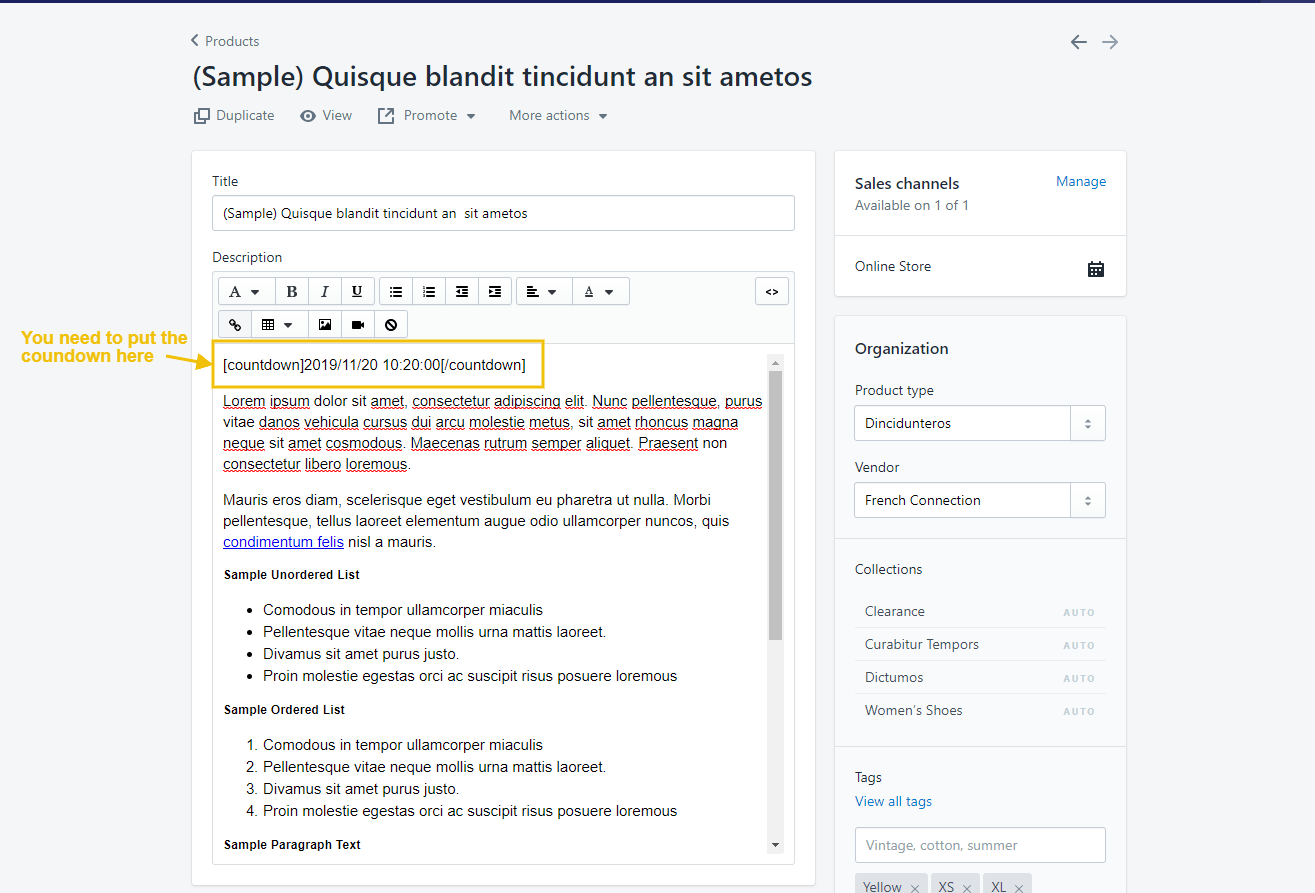 Products
(Sample) Quisque blandit tincidunt an sit ametos
Duplicate View Promote More actions
Title
(Sample) Quisque blandit tincidunt an  sit ametos
Description
A B I U A <>
You need to put the
coundown here
[countdown]2019/11/20 10:20:00[/countdown]
Lorem ipsum dolor sit amet, consectetur adipiscing elit. Nunc pellentesque, purus
vitae danos vehicula cursus dui arcu molestie metus, sit amet rhoncus magna
neque sit amet cosmodous. Maecenas rutrum semper aliquet. Praesent non
consectetur libero loremous.
Mauris eros diam, scelerisque eget vestibulum eu pharetra ut nulla. Morbi
pellentesque, tellus laoreet elementum augue odio ullamcorper nuncos, quis
condimentum felis nisl a mauris.
Sample Unordered List
• Comodous in tempor ullamcorper miaculis
• Pellentesque vitae neque mollis urna mattis laoreet.
• Divamus sit amet purus justo.
• Proin molestie egestas orci ac suscipit risus posuere loremous
Sample Ordered List
1. Comodous in tempor ullamcorper miaculis
2. Pellentesque vitae neque mollis urna mattis laoreet.
3. Divamus sit amet purus justo.
4. Proin molestie egestas orci ac suscipit risus posuere loremous
Sample Paragraph Text
Sales channels Manage
Available on 1 of 1
Online Store
Organization
Product type
Dincidunteros
Vendor
French Connection
Collections
Clearance AUTO
Curabitur Tempors AUTO
Dictumos AUTO
Women's Shoes AUTO
Tags
View all tags
Vintage, cotton, summer
Yellow × XS × XL ×